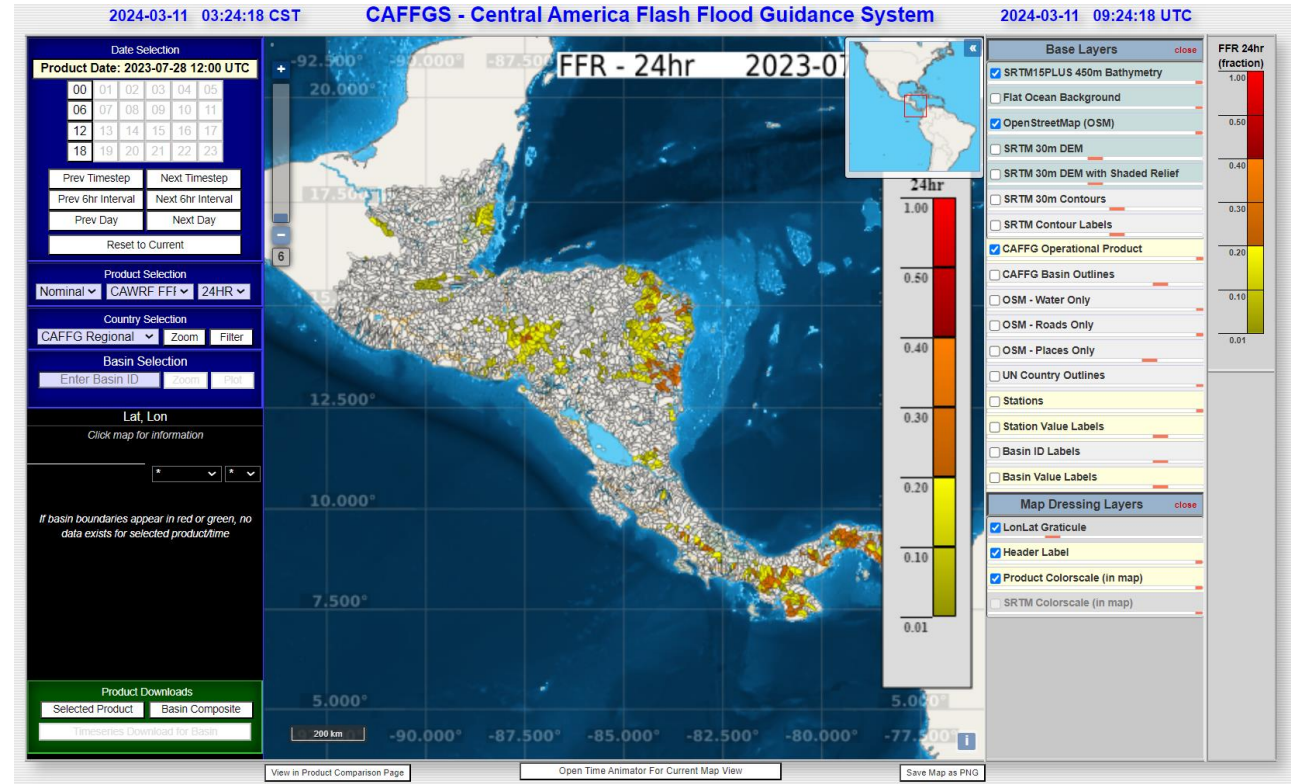 2024-03-11 03:24:18 CST
CAFFGS - Central America Flash Flood Guidance System
2024-03-11 09:24:18 UTC
Date Selection
Product Date: 2023-07-28 12:00 UTC
00 01 02 03 04 05
06 07 08 09 10 11
12 13 14 15 16 17
18 19 20 21 22 23
Prev Timestep Next Timestep
Prev 6hr Interval Next 6hr Interval
Prev Day Next Day
Reset to Current
Product Selection
Nominal CAWRF FFI 24HR
Country Selection
CAFFG Regional Zoom Filter
Basin Selection
Enter Basin ID Zoom Plot
Lat, Lon
Click map for information
* *
If basin boundaries appear in red or green, no
data exists for selected product/time
Product Downloads
Selected Product Basin Composite
Timeseries Download for Basin
+
−
6
FFR - 24hr 2023-07
«
-92.500° -90.000° -87.500°
20.000°
17.50
12.500°
10.000°
7.500°
5.000° 5.0
-90.000° -87.500° -85.000° -82.500° -80.000° -77.500°
200 km
i
24hr
1.00
0.50
0.40
0.30
0.20
0.10
0.01
View in Product Comparison Page
Open Time Animator For Current Map View
Save Map as PNG
Base Layers close
SRTM15PLUS 450m Bathymetry
Flat Ocean Background
OpenStreetMap (OSM)
SRTM 30m DEM
SRTM 30m DEM with Shaded Relief
SRTM 30m Contours
SRTM Contour Labels
CAFFG Operational Product
CAFFG Basin Outlines
OSM - Water Only
OSM - Roads Only
OSM - Places Only
UN Country Outlines
Stations
Station Value Labels
Basin ID Labels
Basin Value Labels
Map Dressing Layers close
LonLat Graticule
Header Label
Product Colorscale (in map)
SRTM Colorscale (in map)
FFR 24hr
(fraction)
1.00
0.50
0.40
0.30
0.20
0.10
0.01